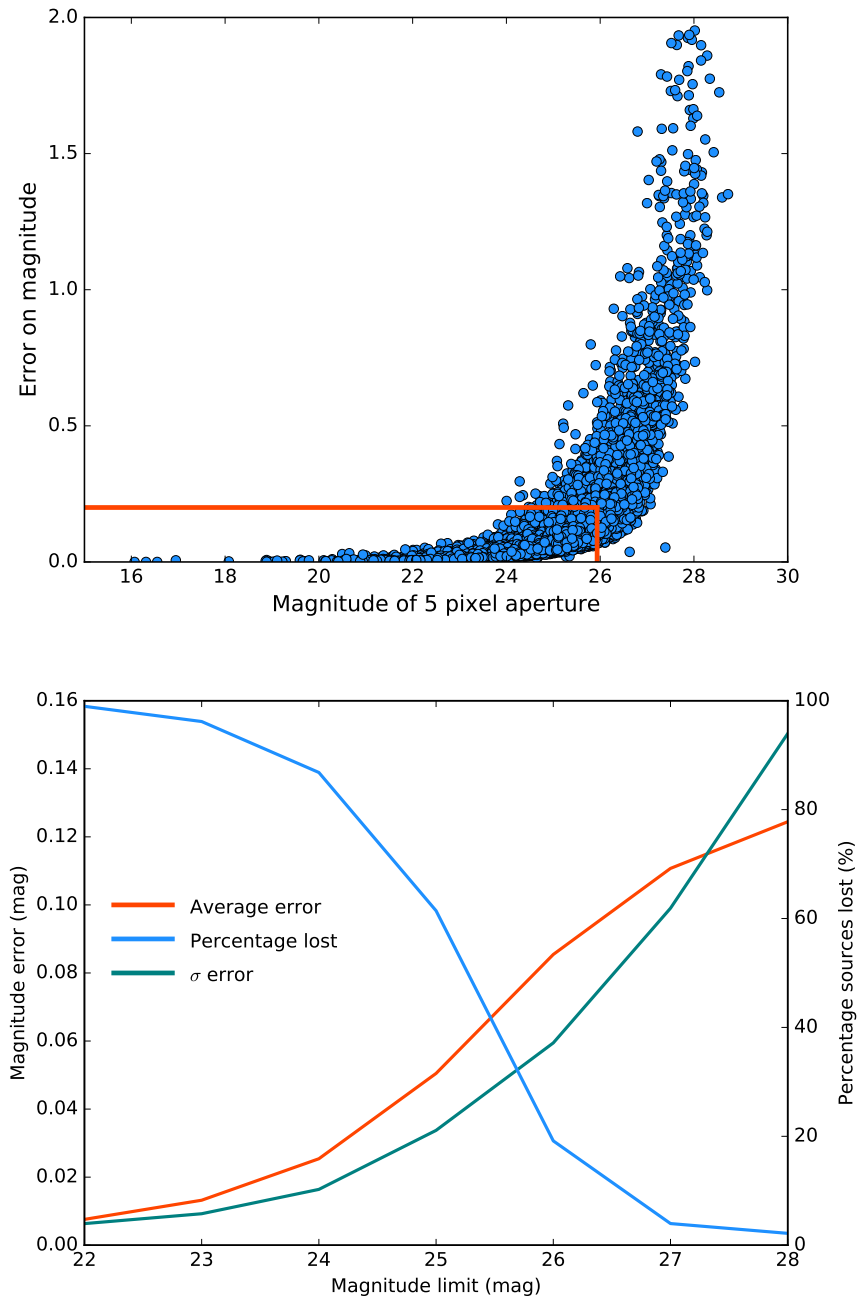 2.0
1.5
1.0
0.5
0.0
Error on magnitude
16 18 20 22 24 26 28 30
Magnitude of 5 pixel aperture
0.16
0.14
0.12
0.10
0.08
0.06
0.04
0.02
0.00
Magnitude error (mag)
Average error
Percentage lost
σ error
100
80
60
40
20
0
Percentage sources lost (%)
22 23 24 25 26 27 28
Magnitude limit (mag)